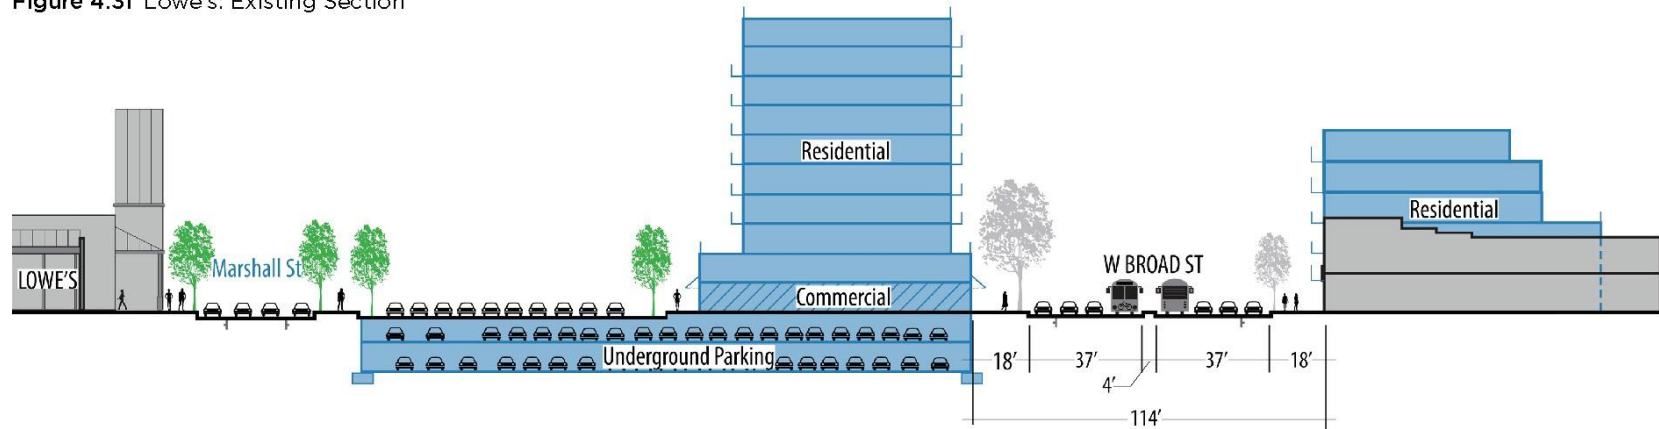 Figure 4.31 Lowe's: Existing Section
Residential
Residential
LOWE'S
Marshall St
W BROAD ST
Commercial
Underground Parking
18'
37'
37'
18'
4'
114'